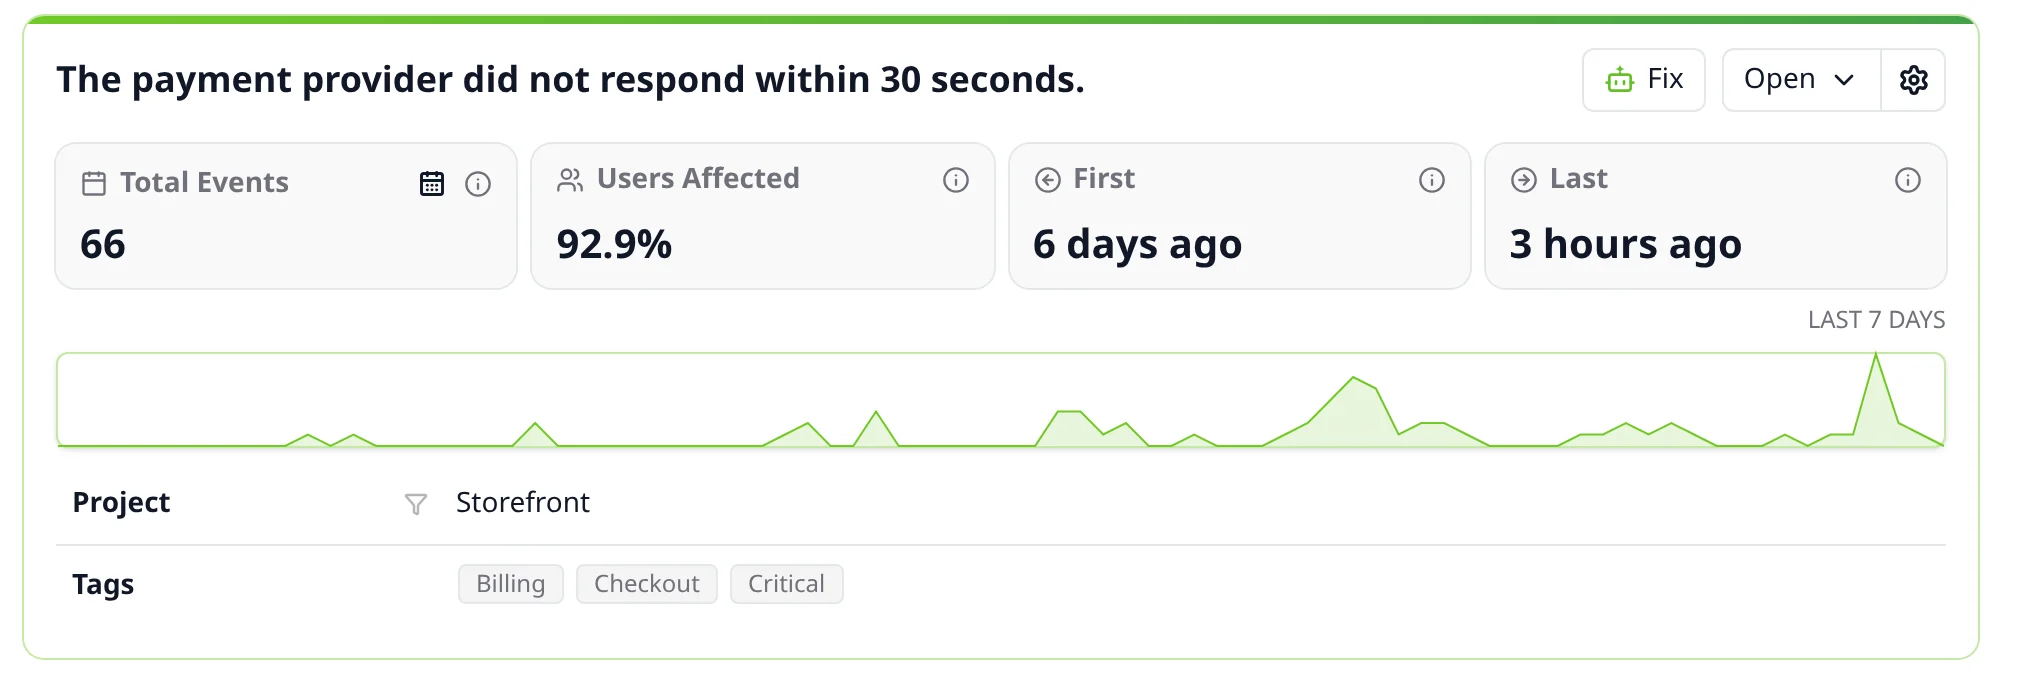 The payment provider did not respond within 30 seconds.
Fix
Open
Total Events
66
Users Affected
92.9%
First
6 days ago
Last
3 hours ago
LAST 7 DAYS
Project
Storefront
Tags
Billing
Checkout
Critical